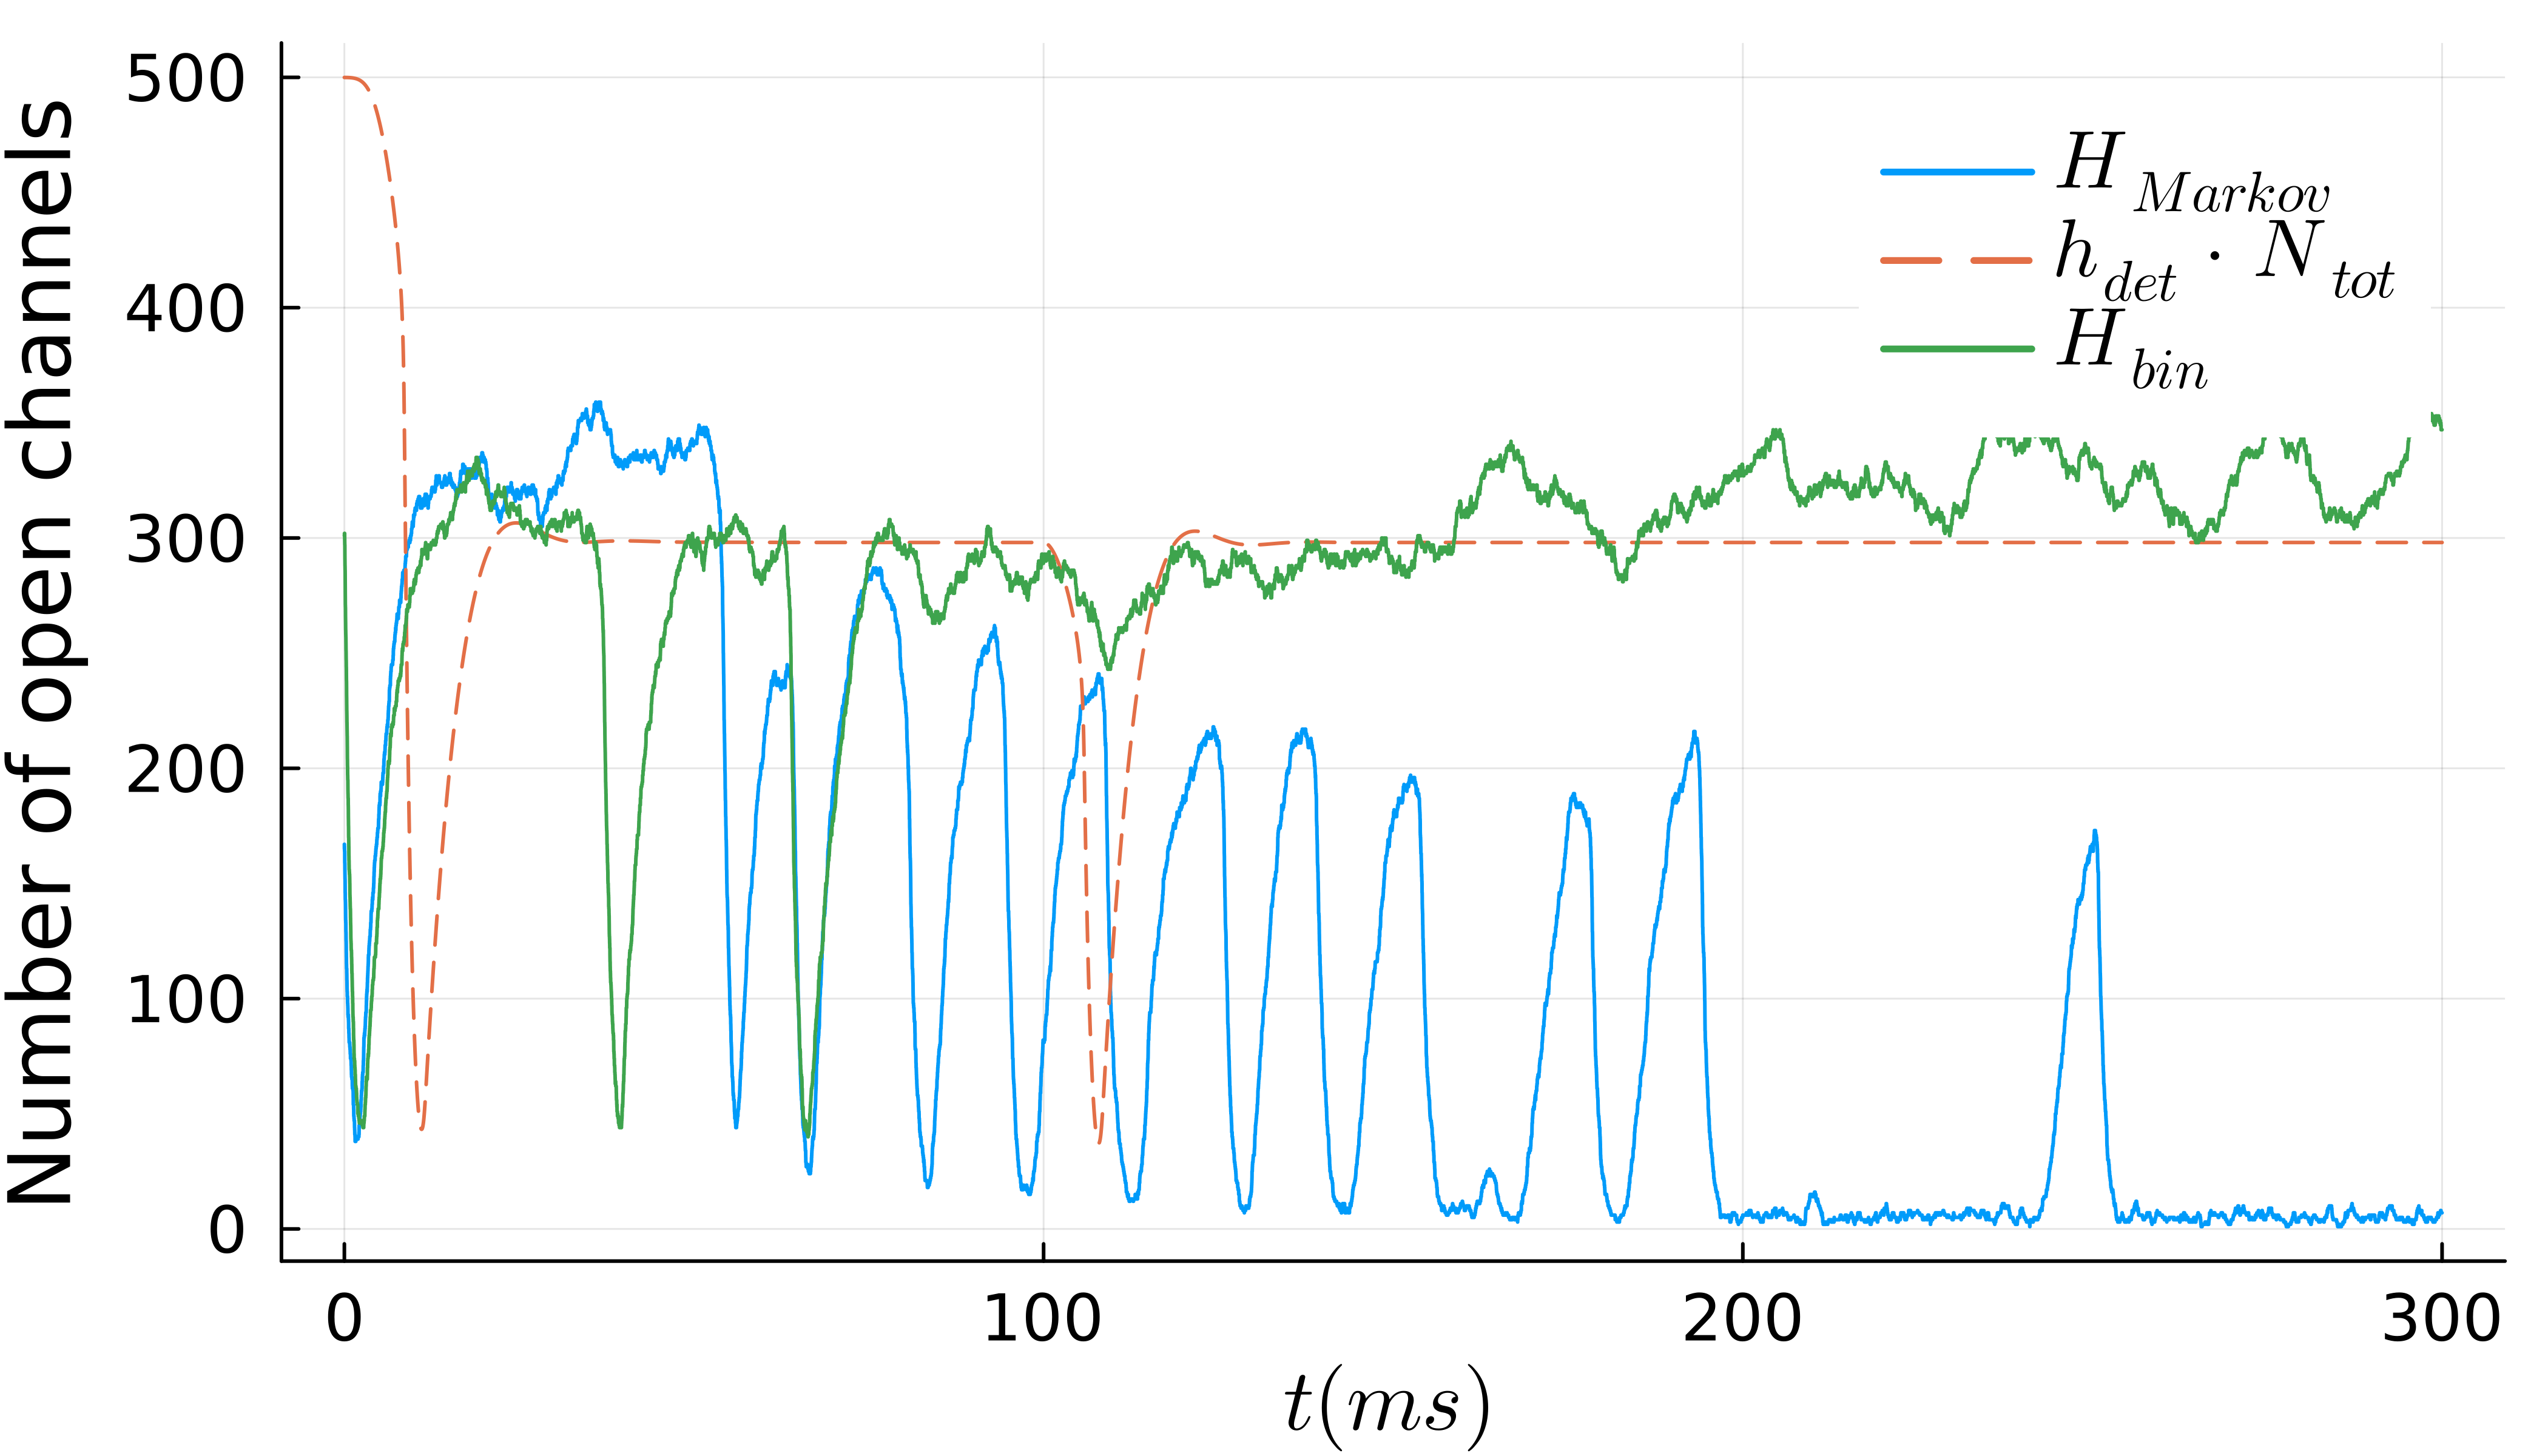 Number of open channels
500
400
300
200
100
0
H_Markov
h_det · N_tot
H_bin
0 100 200 300
t(ms)